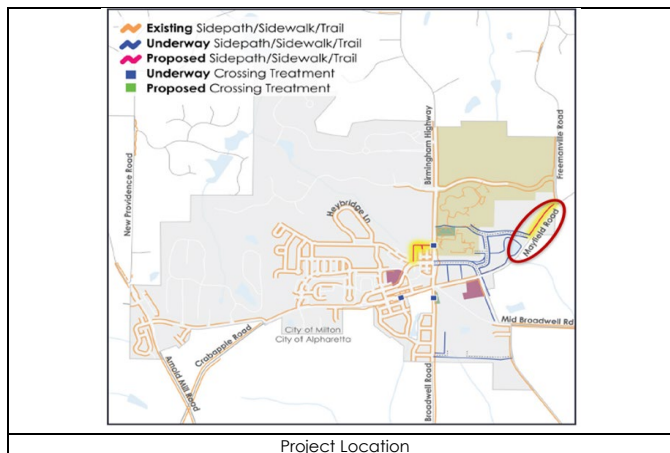 Existing Sidepath/Sidewalk/Trail
Underway Sidepath/Sidewalk/Trail
Proposed Sidepath/Sidewalk/Trail
Underway Crossing Treatment
Proposed Crossing Treatment
New Providence Road
Birmingham Highway
Freemanville Road
Heybridge Ln
Mayfield Road
Mid Broadwell Rd
City of Milton
City of Alpharetta
Crabapple Road
Arnold Mill Road
Broadwell Road
Project Location